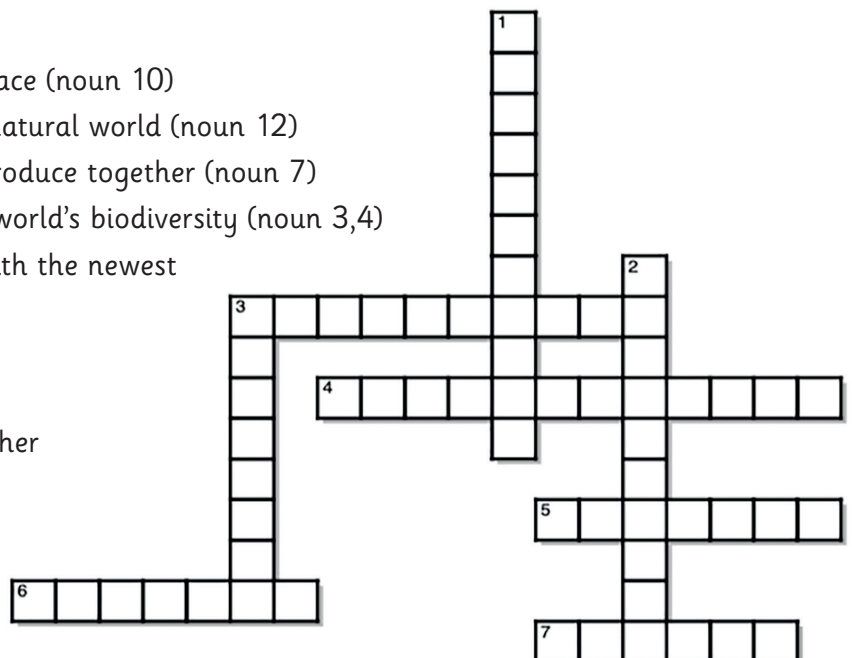 ace (noun 10)
atural world (noun 12)
roduce together (noun 7)
world's biodiversity (noun 3,4)
th the newest
her
1
2
3
4
5
6
7